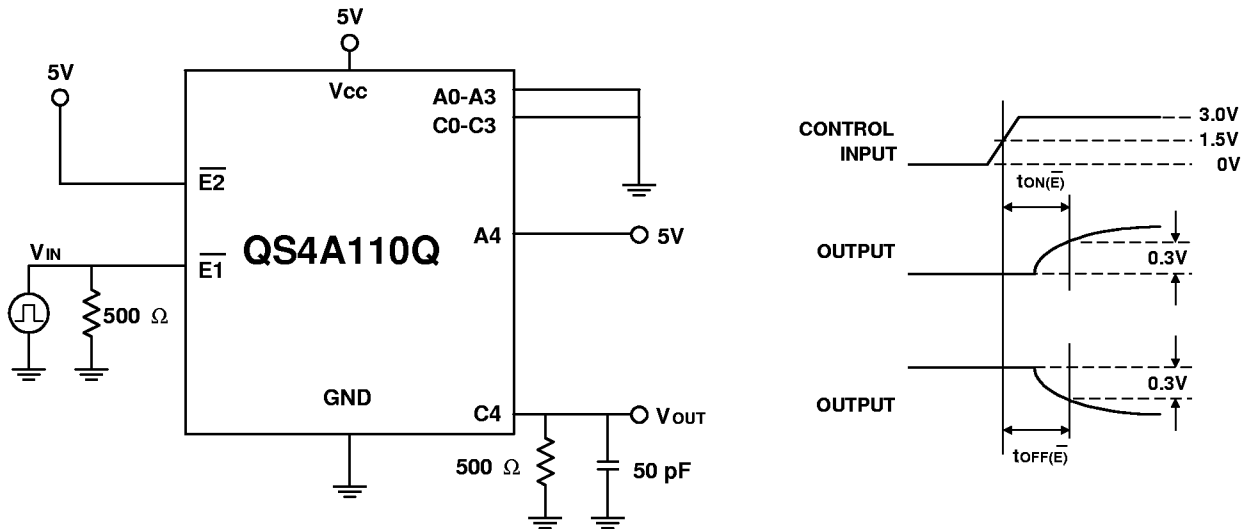 5V
5V
Vcc
A0-A3
C0-C3
E2
QS4A110Q
A4
5V
VIN
E1
500 Ω
GND
C4
VOUT
500 Ω
50 pF
CONTROL
INPUT
3.0V
1.5V
0V
tON(E)
OUTPUT
0.3V
OUTPUT
0.3V
tOFF(E)